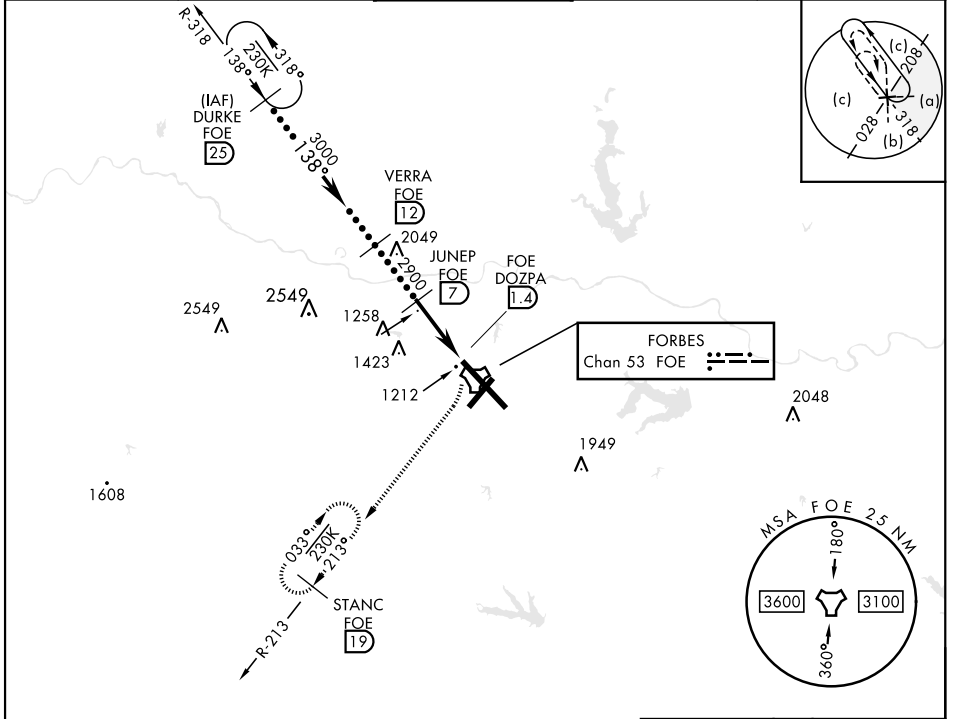 R-318
138°
230K
318°
(IAF)
DURKE
FOE
25
3000
138°
VERRA
FOE
12
2049
2900
JUNEP
FOE
7
FOE
DOZPA
1.4
2549
2549
1258
1423
1212
FORBES
Chan 53 FOE
2048
1949
1608
033°
230K
213°
STANC
FOE
19
R-213
(c)
208
(c)
(a)
028
318
(b)
MSA FOE 25 NM
180°
3600
3100
360°